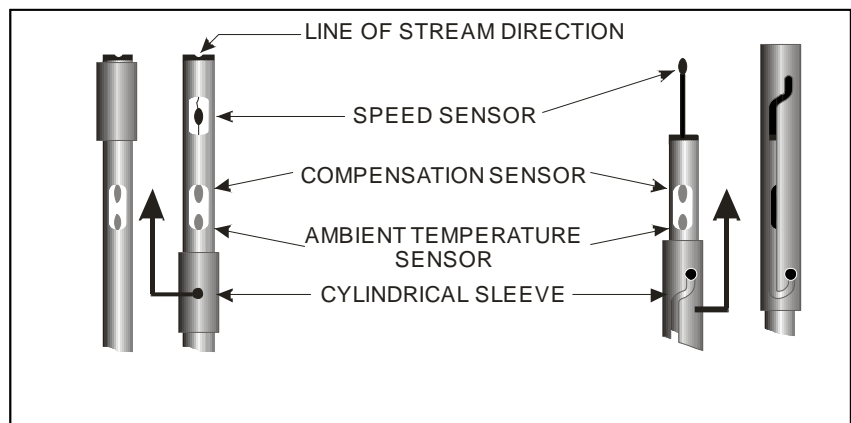 LINE OF STREAM DIRECTION
SPEED SENSOR
COMPENSATION SENSOR
AMBIENT TEMPERATURE
SENSOR
CYLINDRICAL SLEEVE